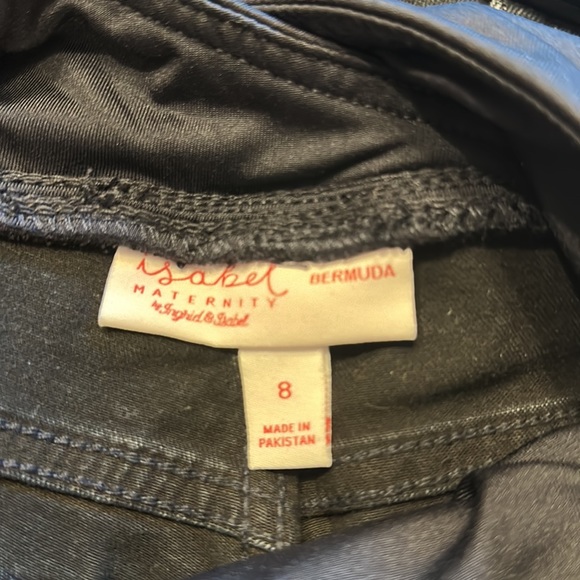 isabel
MATERNITY
by Ingrid & Isabel
BERMUDA
8
MADE IN
PAKISTAN